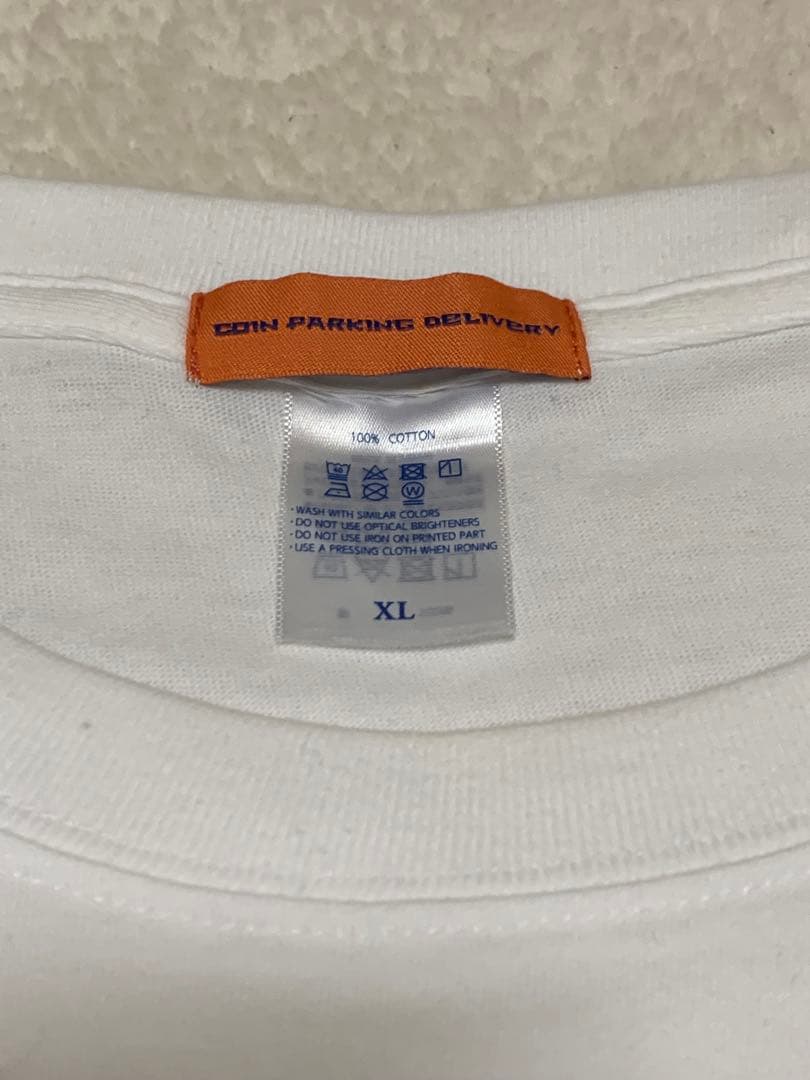 COIN PARKING DELIVERY
100% COTTON
40
W
· WASH WITH SIMILAR COLORS
· DO NOT USE OPTICAL BRIGHTENERS
· DO NOT USE IRON ON PRINTED PART
· USE A PRESSING CLOTH WHEN IRONING
XL